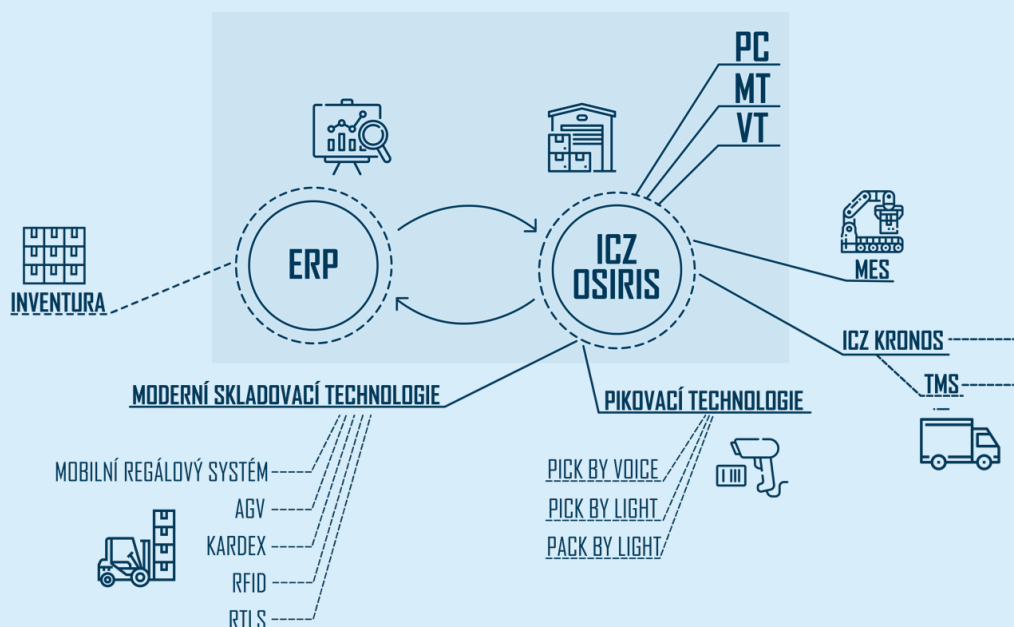 PC
MT
VT
ERP
ICZ
OSIRIS
MES
INVENTURA
ICZ KRONOS
TMS
MODERNÍ SKLADOVACÍ TECHNOLOGIE
PIKOVACÍ TECHNOLOGIE
MOBILNÍ REGÁLOVÝ SYSTÉM
AGV
KARDEX
RFID
RTLS
PICK BY VOICE
PICK BY LIGHT
PACK BY LIGHT